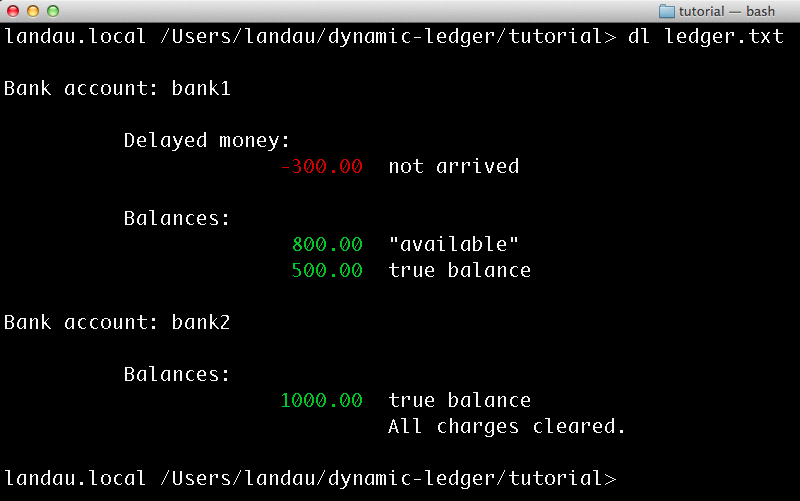 tutorial — bash
landau.local /Users/landau/dynamic-ledger/tutorial> dl ledger.txt
Bank account: bank1
Delayed money:
-300.00 not arrived
Balances:
800.00 "available"
500.00 true balance
Bank account: bank2
Balances:
1000.00 true balance
All charges cleared.
landau.local /Users/landau/dynamic-ledger/tutorial>